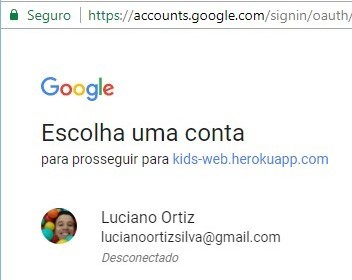 Seguro https://accounts.google.com/signin/oauth/
Google
Escolha uma conta
para prosseguir para kids-web.herokuapp.com
Luciano Ortiz
lucianoortizsilva@gmail.com
Desconectado